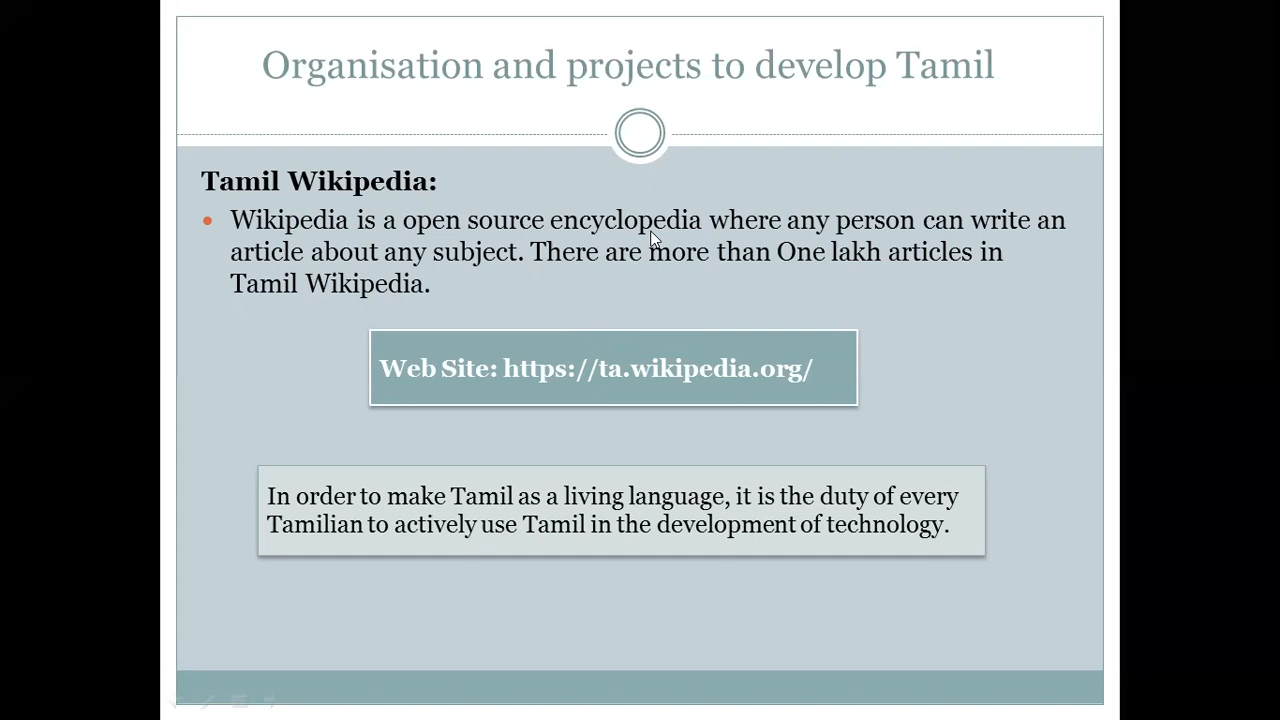 Organisation and projects to develop Tamil
Tamil Wikipedia:
• Wikipedia is a open source encyclopedia where any person can write an
article about any subject. There are more than One lakh articles in
Tamil Wikipedia.
Web Site: https://ta.wikipedia.org/
In order to make Tamil as a living language, it is the duty of every
Tamilian to actively use Tamil in the development of technology.